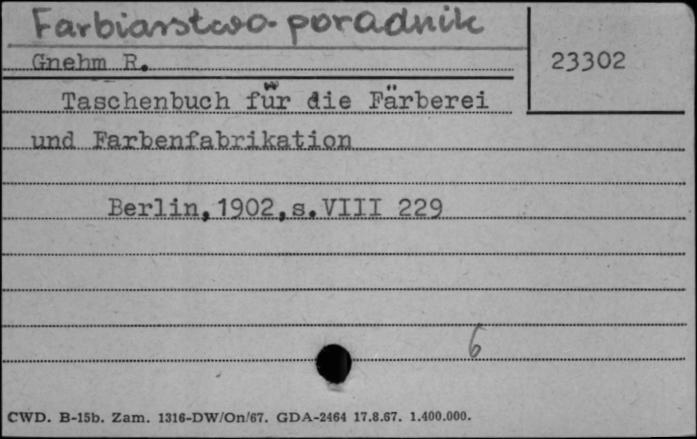 Farbiarstwo-poradnik
Gnehm R.
23302
Taschenbuch für die Färberei
und Farbenfabrikation
Berlin,1902,s.VIII 229
6
CWD. B-15b. Zam. 1316-DW/On/67. GDA-2464 17.8.67. 1.400.000.